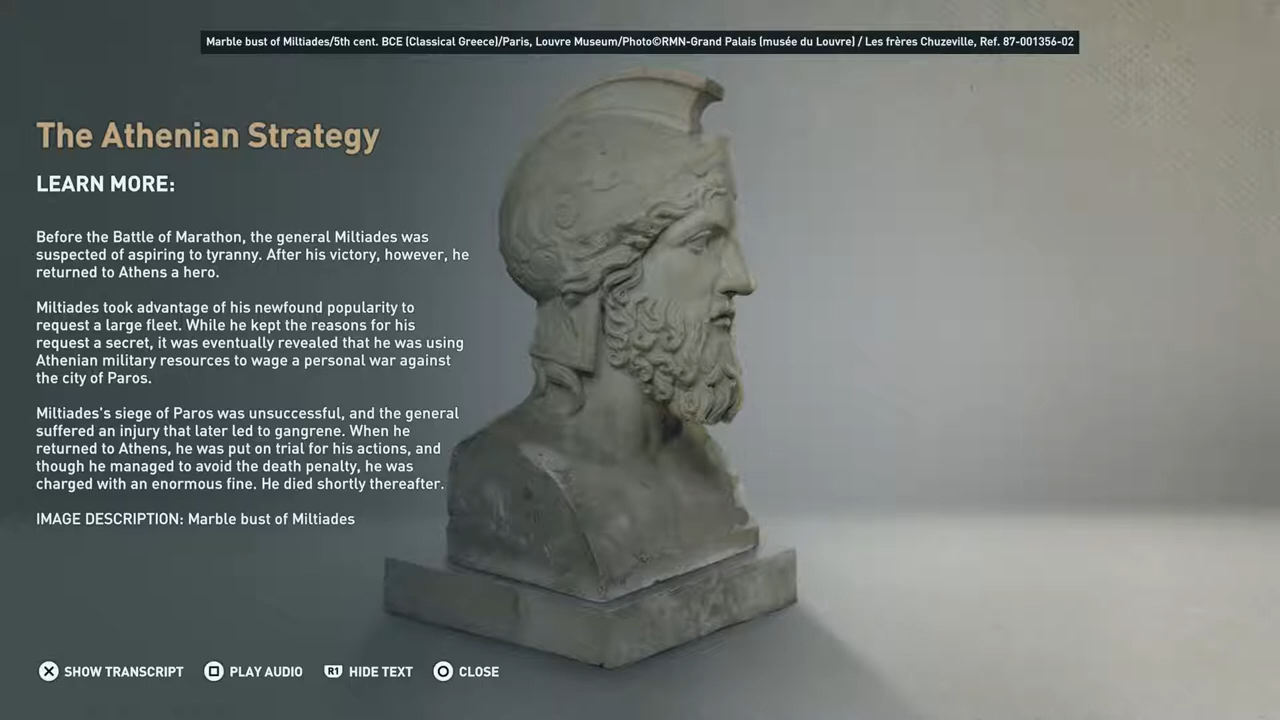 Marble bust of Miltiades/5th cent. BCE (Classical Greece)/Paris, Louvre Museum/Photo©RMN-Grand Palais (musée du Louvre) / Les frères Chuzeville, Ref. 87-001356-02
The Athenian Strategy
LEARN MORE:
Before the Battle of Marathon, the general Miltiades was
suspected of aspiring to tyranny. After his victory, however, he
returned to Athens a hero.
Miltiades took advantage of his newfound popularity to
request a large fleet. While he kept the reasons for his
request a secret, it was eventually revealed that he was using
Athenian military resources to wage a personal war against
the city of Paros.
Miltiades's siege of Paros was unsuccessful, and the general
suffered an injury that later led to gangrene. When he
returned to Athens, he was put on trial for his actions, and
though he managed to avoid the death penalty, he was
charged with an enormous fine. He died shortly thereafter.
IMAGE DESCRIPTION: Marble bust of Miltiades
SHOW TRANSCRIPT PLAY AUDIO R1 HIDE TEXT CLOSE